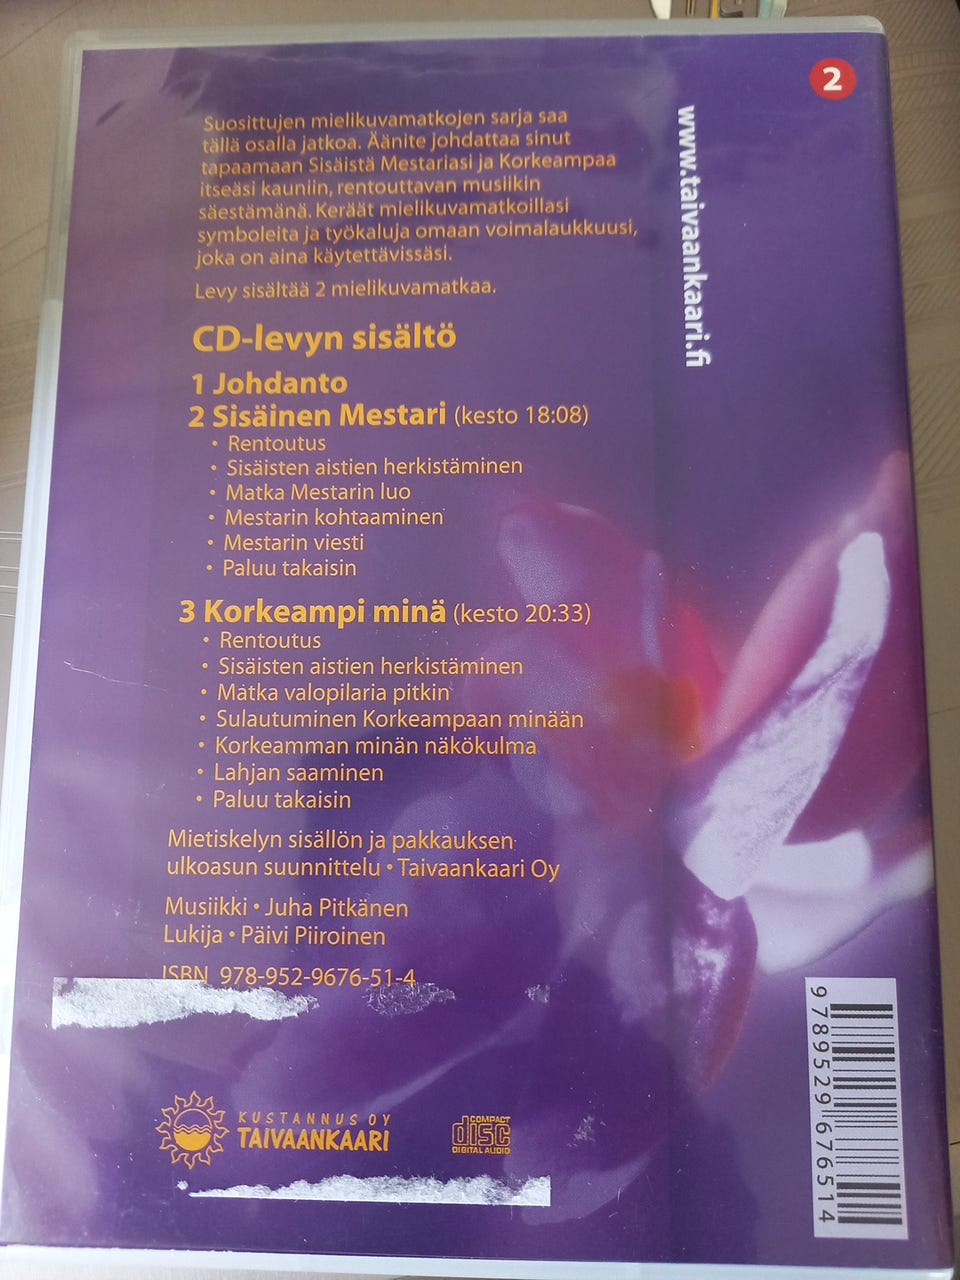 2
www.taivaankaari.fi
Suosittujen mielikuvamatkojen sarja saa
tällä osalla jatkoa. Äänite johdattaa sinut
tapaamaan Sisäistä Mestariasi ja Korkeampaa
itseäsi kauniin, rentouttavan musiikin
säestämänä. Keräät mielikuvamatkoillasi
symboleita ja työkaluja omaan voimalaukkuusi,
joka on aina käytettävissäsi.
Levy sisältää 2 mielikuvamatkaa.
CD-levyn sisältö
1 Johdanto
2 Sisäinen Mestari (kesto 18:08)
• Rentoutus
• Sisäisten aistien herkistäminen
• Matka Mestarin luo
• Mestarin kohtaaminen
• Mestarin viesti
• Paluu takaisin
3 Korkeampi minä (kesto 20:33)
• Rentoutus
• Sisäisten aistien herkistäminen
• Matka valopilaria pitkin
• Sulautuminen Korkeampaan minään
• Korkeamman minän näkökulma
• Lahjan saaminen
• Paluu takaisin
Mietiskelyn sisällön ja pakkauksen
ulkoasun suunnittelu • Taivaankaari Oy
Musiikki • Juha Pitkänen
Lukija • Päivi Piiroinen
ISBN 978-952-9676-51-4
KUSTANNUS OY
TAIVAANKAARI
COMPACT
disc
DIGITAL AUDIO
9789529676514